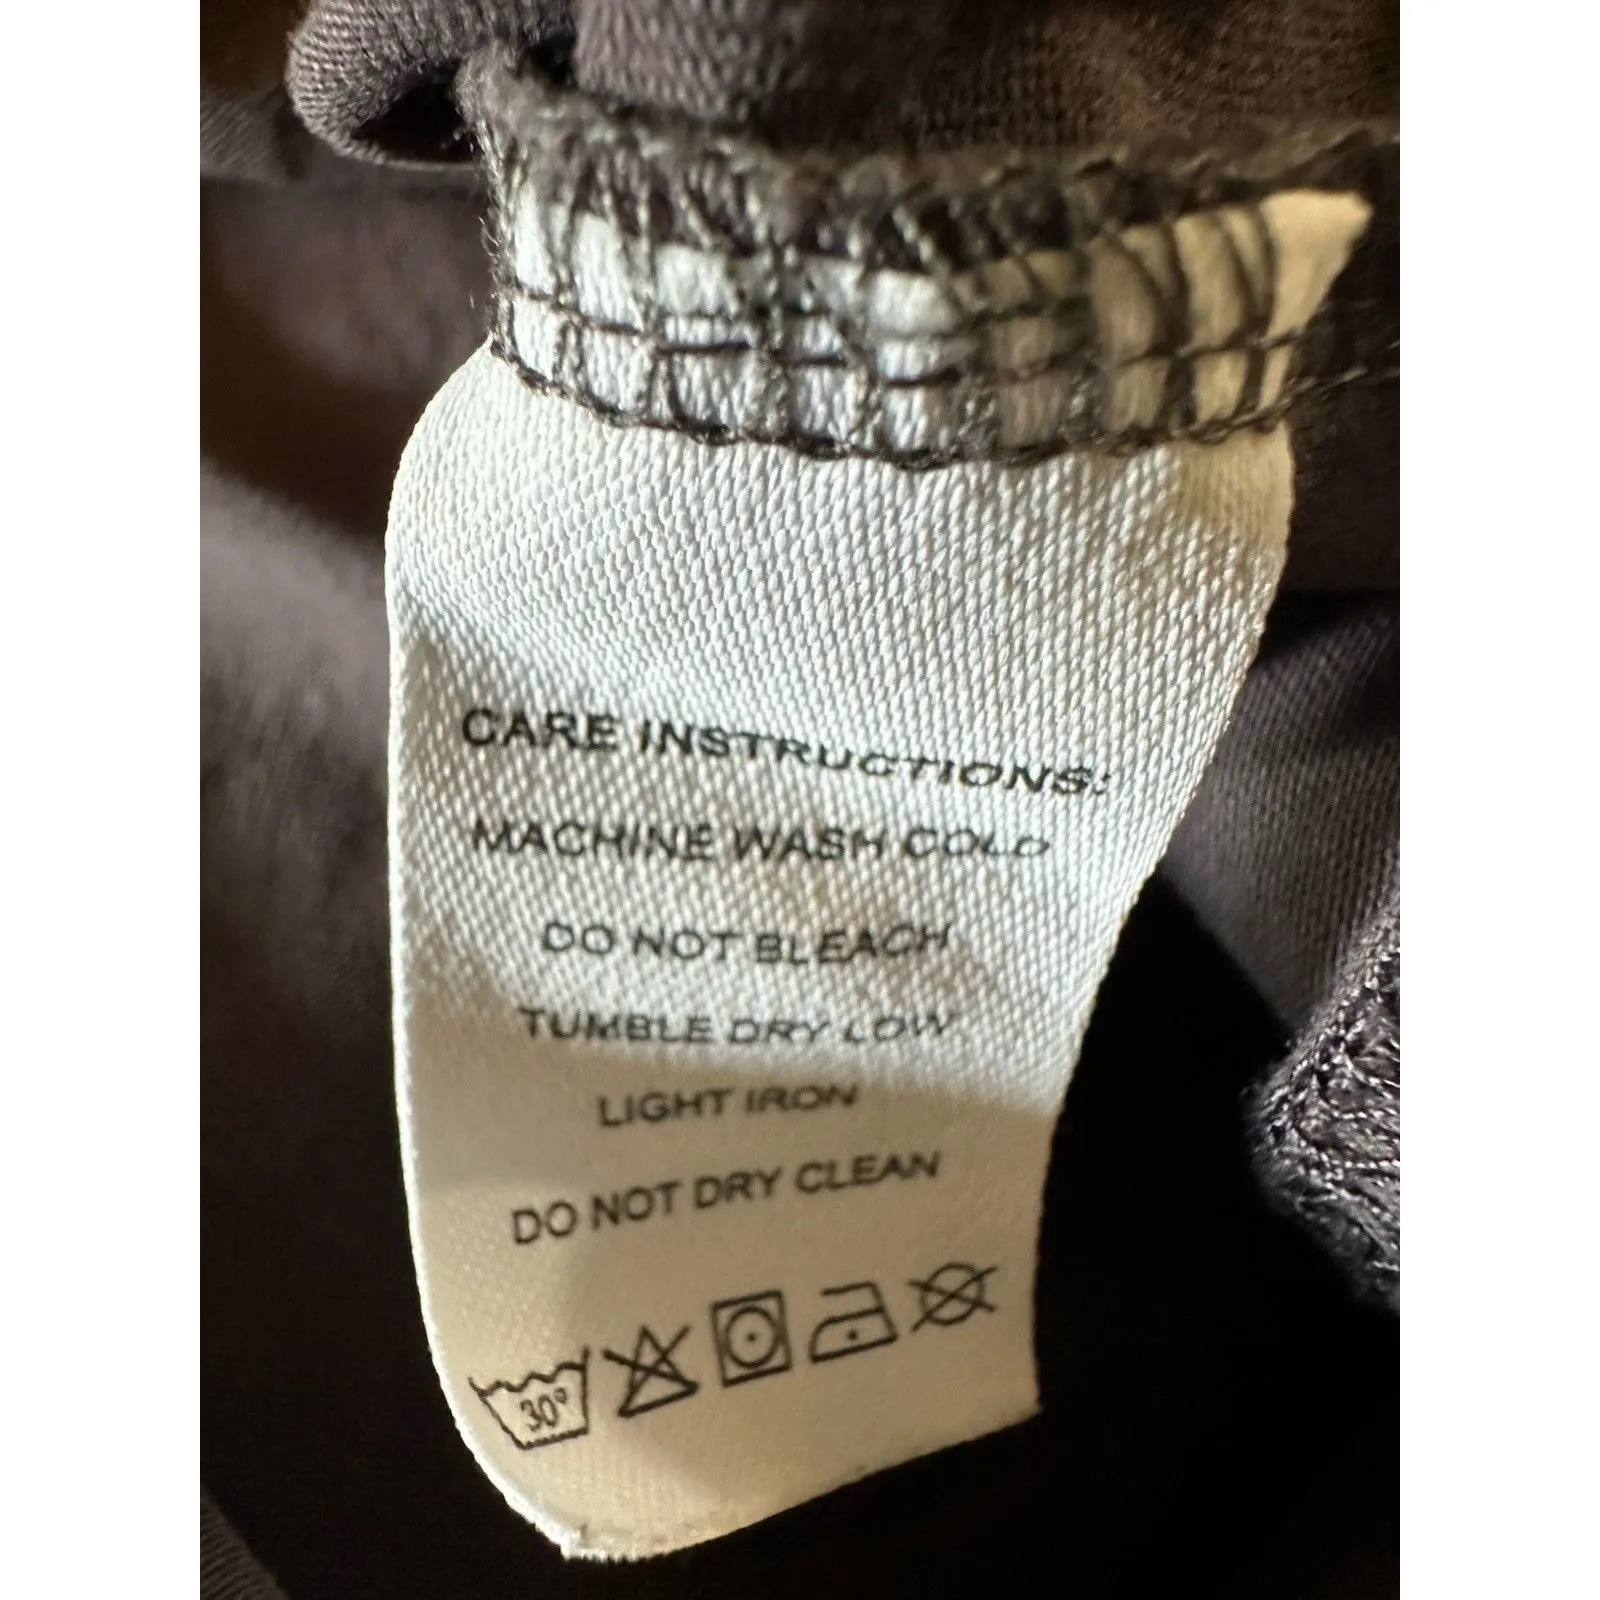 CARE INSTRUCTIONS:
MACHINE WASH COLD
DO NOT BLEACH
TUMBLE DRY LOW
LIGHT IRON
DO NOT DRY CLEAN
30°